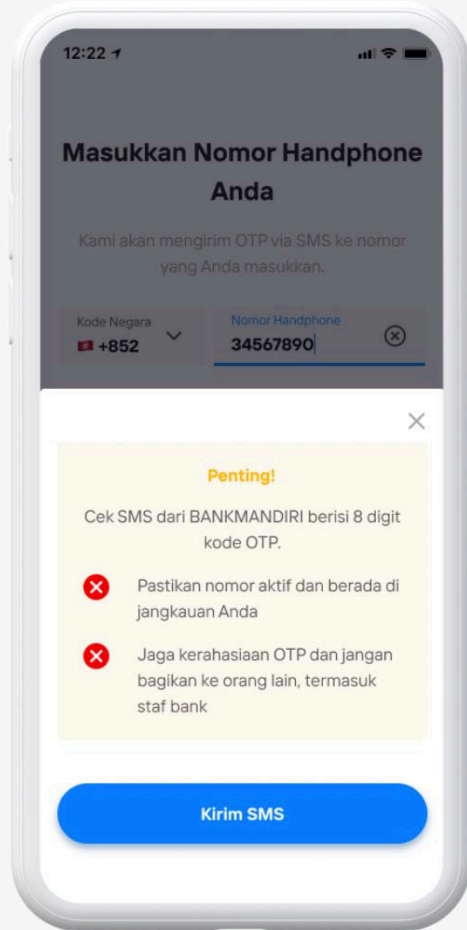 12:22
Masukkan Nomor Handphone
Anda
Kami akan mengirim OTP via SMS ke nomor
yang Anda masukkan.
Kode Negara
+852
Nomor Handphone
34567890
Penting!
Cek SMS dari BANKMANDIRI berisi 8 digit
kode OTP.
Pastikan nomor aktif dan berada di
jangkauan Anda
Jaga kerahasiaan OTP dan jangan
bagikan ke orang lain, termasuk
staf bank
Kirim SMS